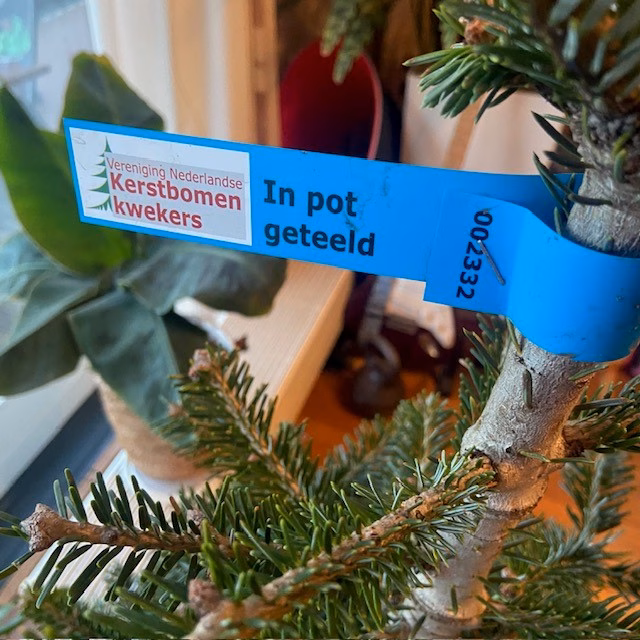 Vereniging Nederlandse
Kerstbomen
kwekers
In pot
geteeld
002332